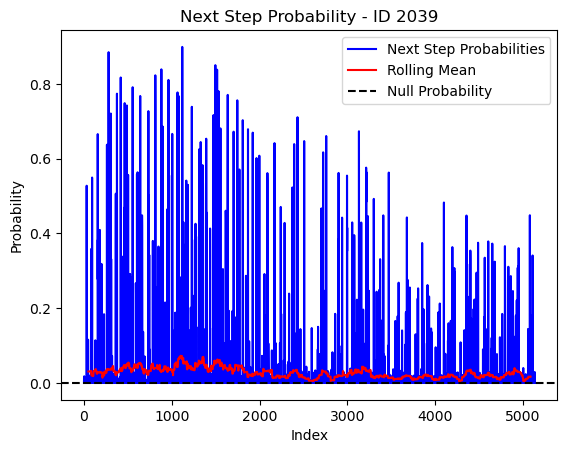 Next Step Probability - ID 2039
Next Step Probabilities
Rolling Mean
Null Probability
Probability
0.8
0.6
0.4
0.2
0.0
0
1000
2000
3000
4000
5000
Index